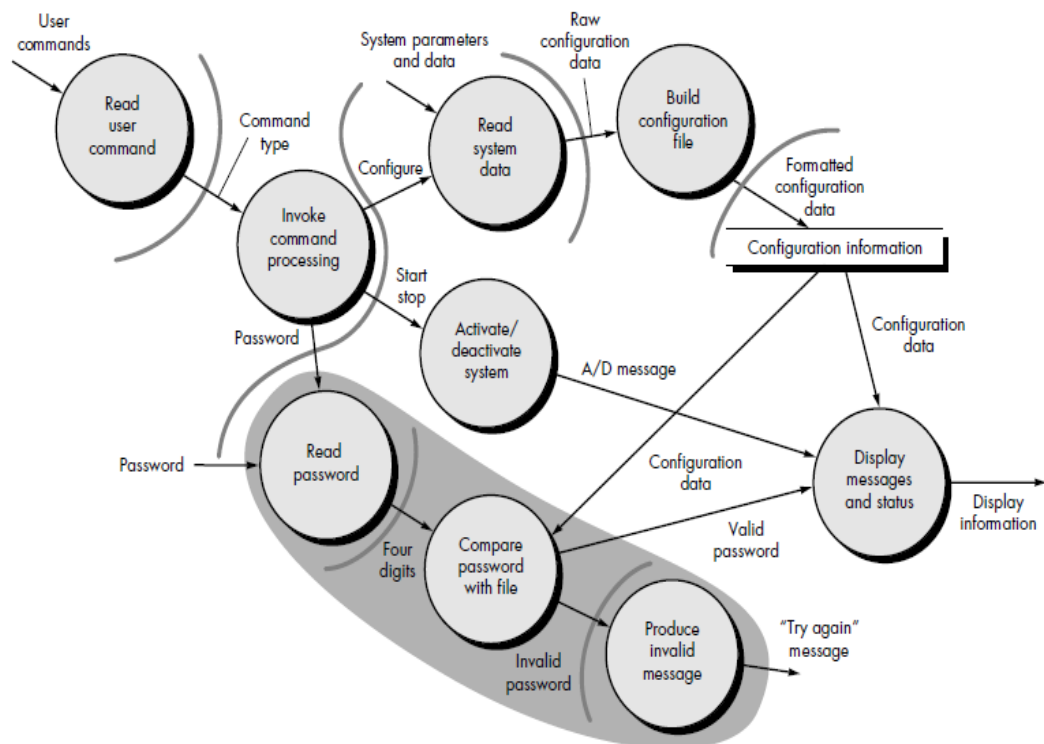 User
commands
Read
user
command
Command
type
Invoke
command
processing
System parameters
and data
Configure
Read
system
data
Raw
configuration
data
Build
configuration
file
Formatted
configuration
data
Configuration information
Start
stop
Activate/
deactivate
system
A/D message
Configuration
data
Password
Password
Read
password
Four
digits
Compare
password
with file
Configuration
data
Valid
password
Display
messages
and status
Display
information
Invalid
password
Produce
invalid
message
“Try again”
message